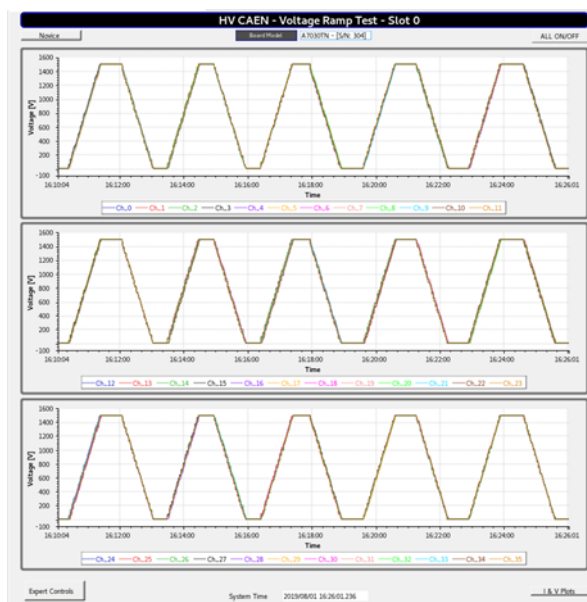 HV CAEN - Voltage Ramp Test - Slot 0
Novice Board Model A7030TN - [S/N: 304] ALL ON/OFF
1600
1400
1200
1000
800
600
400
200
-100
Voltage [V]
16:10:04 16:12:00 16:14:00 16:16:00 16:18:00 16:20:00 16:22:00 16:24:00 16:26:01
Time
Ch_0 Ch_1 Ch_2 Ch_3 Ch_4 Ch_5 Ch_6 Ch_7 Ch_8 Ch_9 Ch_10 Ch_11
1600
1400
1200
1000
800
600
400
200
-100
Voltage [V]
16:10:04 16:12:00 16:14:00 16:16:00 16:18:00 16:20:00 16:22:00 16:24:00 16:26:01
Time
Ch_12 Ch_13 Ch_14 Ch_15 Ch_16 Ch_17 Ch_18 Ch_19 Ch_20 Ch_21 Ch_22 Ch_23
1600
1400
1200
1000
800
600
400
200
-100
Voltage [V]
16:10:04 16:12:00 16:14:00 16:16:00 16:18:00 16:20:00 16:22:00 16:24:00 16:26:01
Time
Ch_24 Ch_25 Ch_26 Ch_27 Ch_28 Ch_29 Ch_30 Ch_31 Ch_32 Ch_33 Ch_34 Ch_35
Expert Controls System Time 2019/08/01 16:26:01.236 I & V Plots